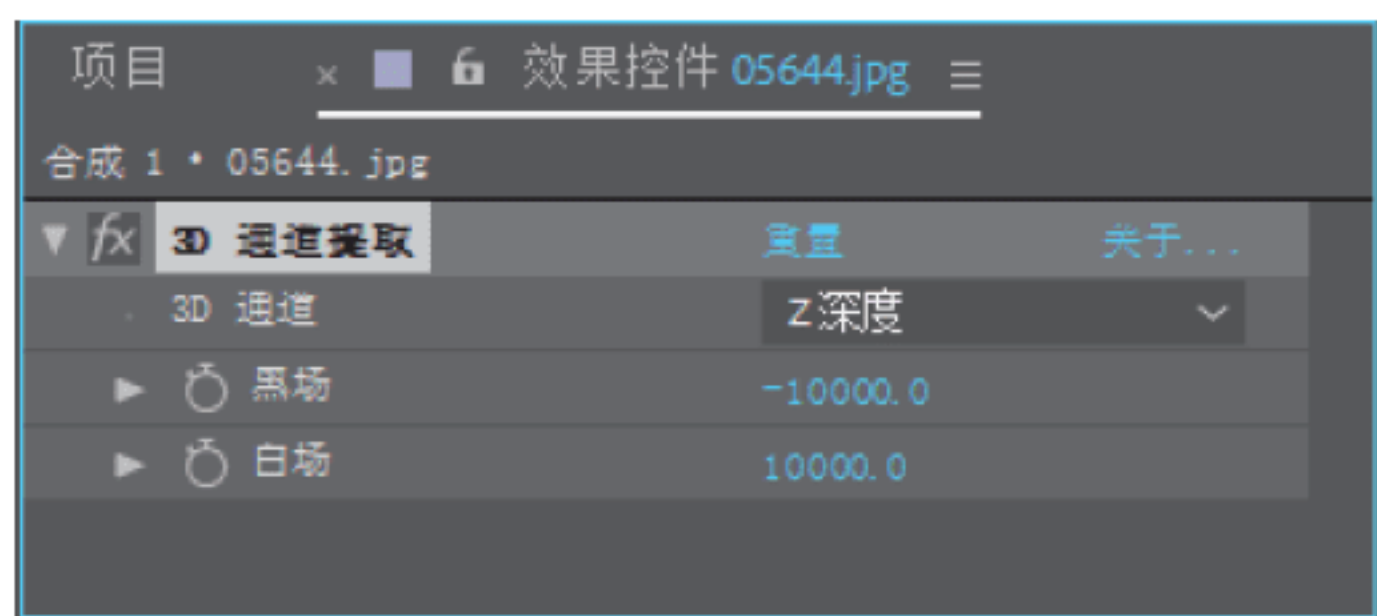 项目 × 效果控件 05644.jpg ≡
合成 1 • 05644.jpg
fx 3D 通道提取 重置 关于...
3D 通道 Z深度
黑场 -10000.0
白场 10000.0